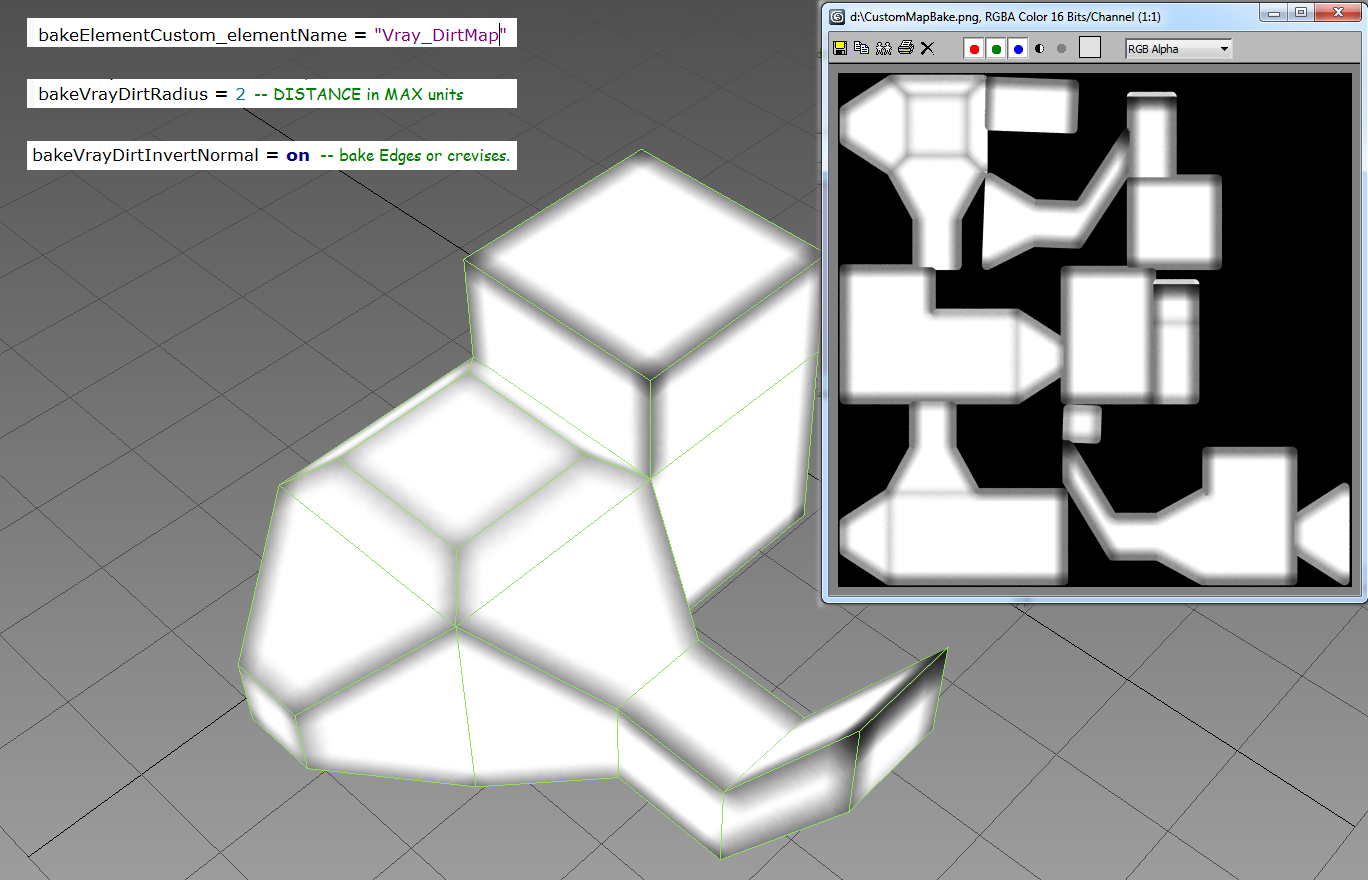 bakeElementCustom_elementName = "Vray_DirtMap"
bakeVrayDirtRadius = 2 -- DISTANCE in MAX units
bakeVrayDirtInvertNormal = on -- bake Edges or crevises.
d:\CustomMapBake.png, RGBA Color 16 Bits/Channel (1:1)
RGB Alpha